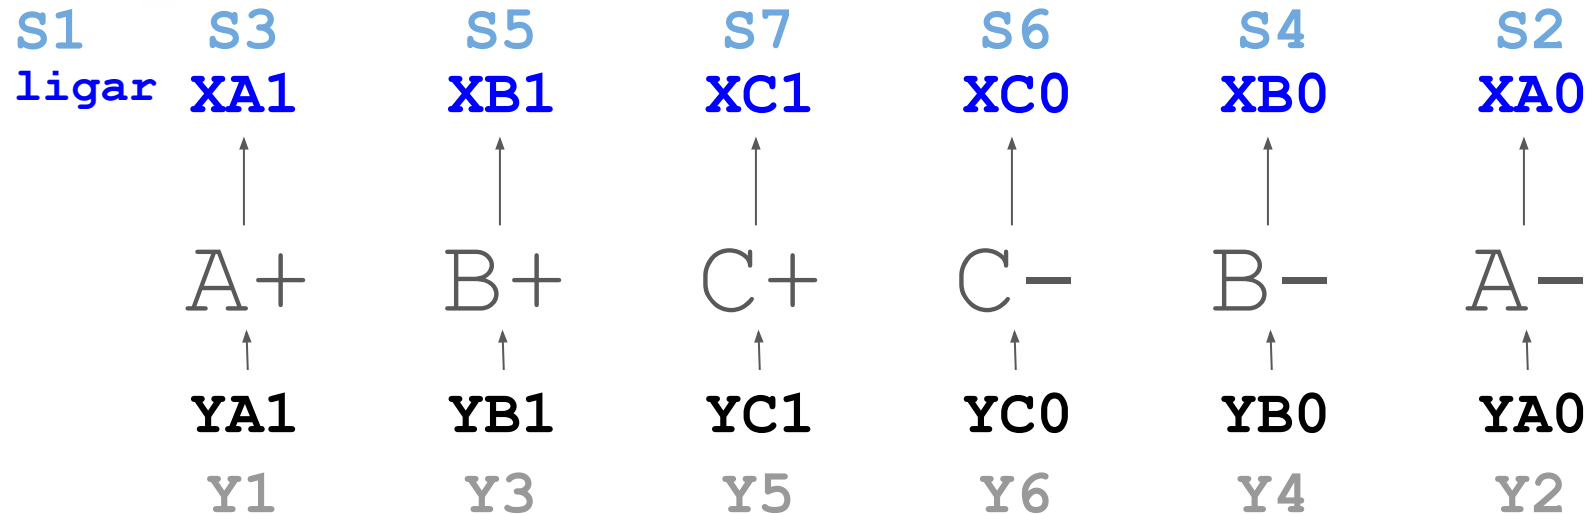 S1 S3 S5 S7 S6 S4 S2
ligar XA1 XB1 XC1 XC0 XB0 XA0
A+ B+ C+ C- B- A-
YA1 YB1 YC1 YC0 YB0 YA0
Y1 Y3 Y5 Y6 Y4 Y2